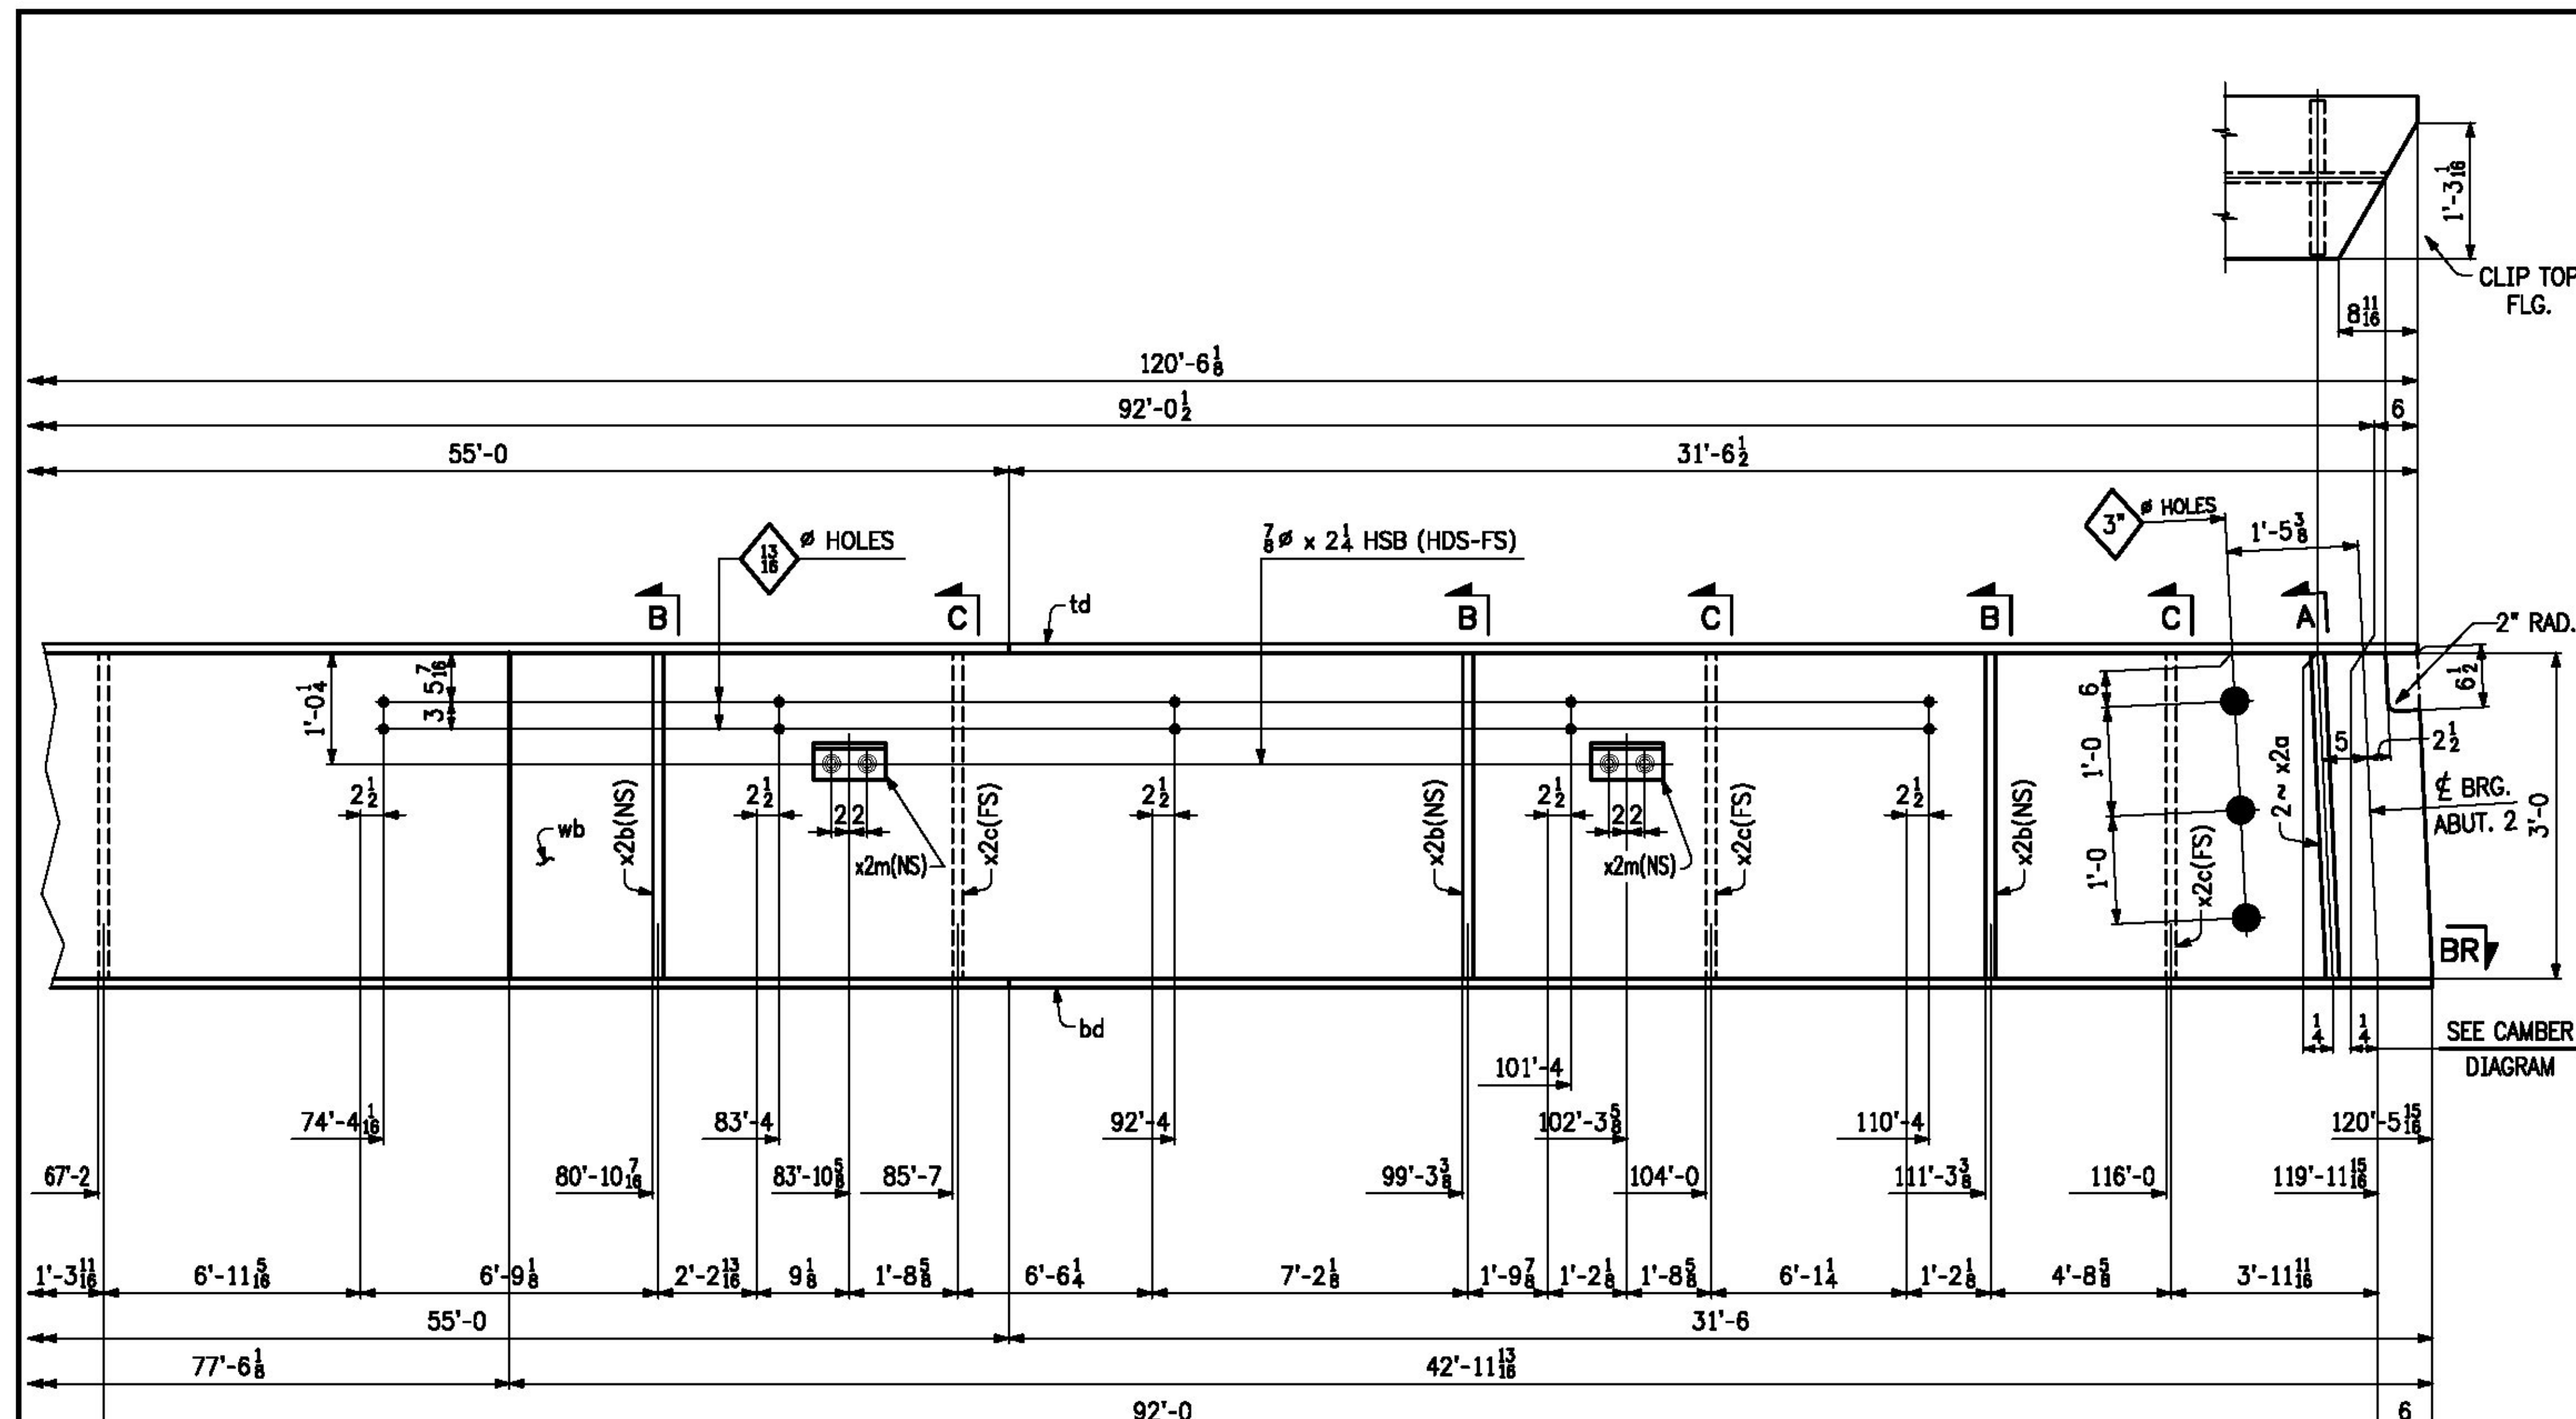 1'-3 1/16
CLIP TOP
FLG.
8 11/16
120'-6 1/8
92'-0 1/2
6
55'-0
31'-6 1/2
13/16 ø HOLES
7/8 ø x 2 1/4 HSB (HDS-FS)
3" ø HOLES
1'-5 3/8
B
C
td
B
C
B
C
A
2" RAD.
1'-0 1/4
5 7/16
3
6
6 1/2
1'-0
1'-0
5
2 1/2
2 1/2
2 1/2
2 1/2
2 1/2
2 1/2
2 2
2 2
wb
x2b(NS)
x2m(NS)
x2c(FS)
x2b(NS)
x2m(NS)
x2c(FS)
x2b(NS)
x2c(FS)
2 ~ x2a
℄ BRG.
ABUT. 2
3'-0
BR
bd
1/4
1/4
SEE CAMBER
DIAGRAM
101'-4
74'-4 1/16
83'-4
92'-4
102'-3 5/8
110'-4
120'-5 15/16
67'-2
80'-10 7/16
83'-10 5/8
85'-7
99'-3 3/8
104'-0
111'-3 3/8
116'-0
119'-11 15/16
1'-3 11/16
6'-11 5/16
6'-9 1/8
2'-2 13/16
9 1/8
1'-8 5/8
6'-6 1/4
7'-2 1/8
1'-9 7/8
1'-2 1/8
1'-8 5/8
6'-1 1/4
1'-2 1/8
4'-8 5/8
3'-11 11/16
55'-0
31'-6
77'-6 1/8
42'-11 13/16
92'-0
6